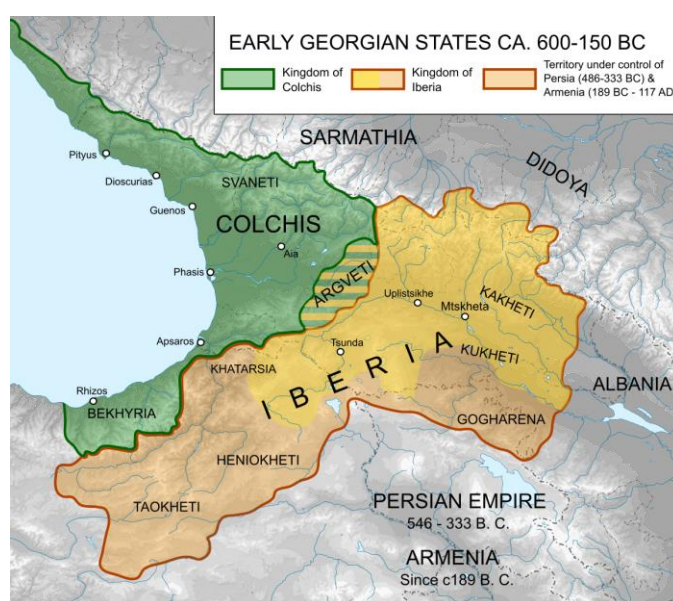 EARLY GEORGIAN STATES CA. 600-150 BC
Kingdom of
Colchis
Kingdom of
Iberia
Territory under control of
Persia (486-333 BC) &
Armenia (189 BC - 117 AD
SARMATHIA
DIDOYA
Pityus
Dioscurias
SVANETI
Guenos
COLCHIS
Aia
Phasis
ARGVETI
Uplistsikhe
KAKHETI
Mtskheta
Apsaros
Tsunda
KUKHETI
KHATARSIA
IBERIA
ALBANIA
Rhizos
BEKHYRIA
GOGHARENA
HENIOKHETI
TAOKHETI
PERSIAN EMPIRE
546 - 333 B. C.
ARMENIA
Since c189 B. C.